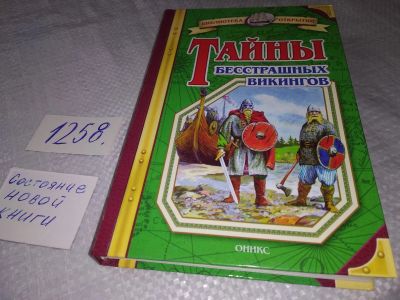 БИБЛИОТЕКА ОТКРЫТИЙ
ТАЙНЫ
БЕССТРАШНЫХ
ВИКИНГОВ
ОНИКС
1258.
Состояние
новой
книги